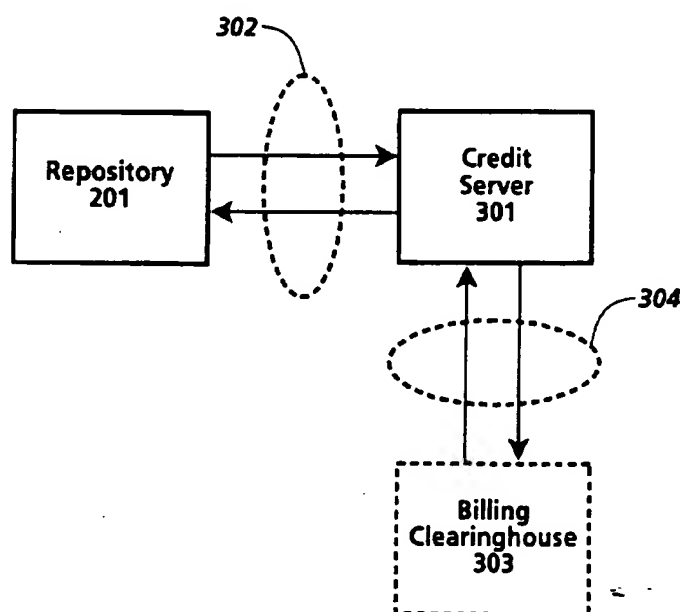 302
Repository
201
Credit
Server
301
304
Billing
Clearinghouse
303